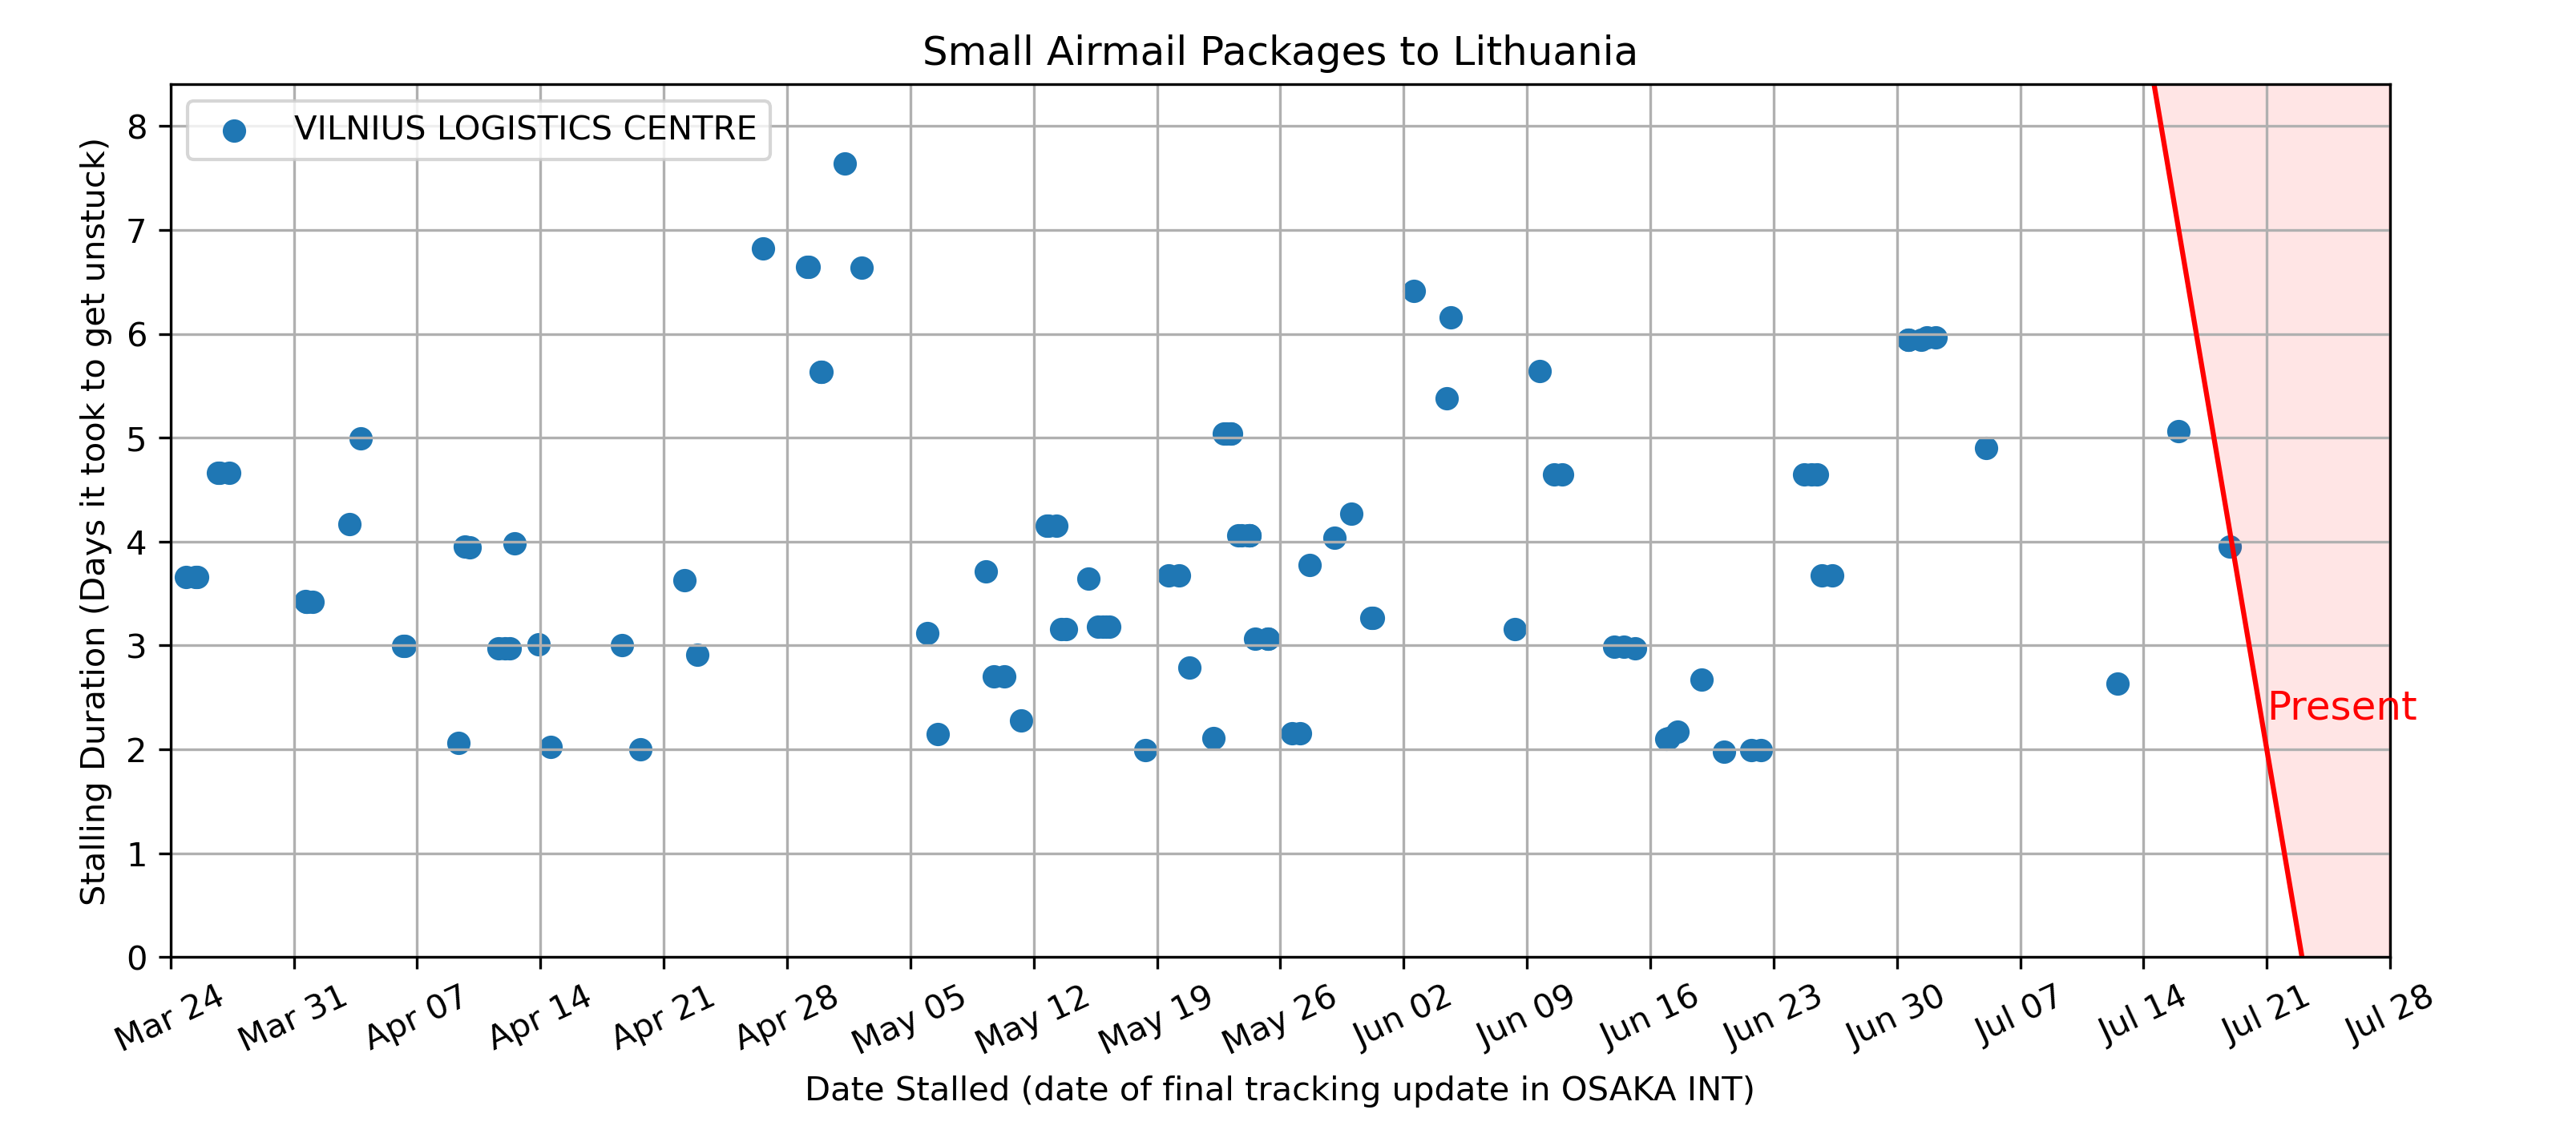 Small Airmail Packages to Lithuania
VILNIUS LOGISTICS CENTRE
Stalling Duration (Days it took to get unstuck)
8
7
6
5
4
3
2
1
0
Present
Mar 24
Mar 31
Apr 07
Apr 14
Apr 21
Apr 28
May 05
May 12
May 19
May 26
Jun 02
Jun 09
Jun 16
Jun 23
Jun 30
Jul 07
Jul 14
Jul 21
Jul 28
Date Stalled (date of final tracking update in OSAKA INT)